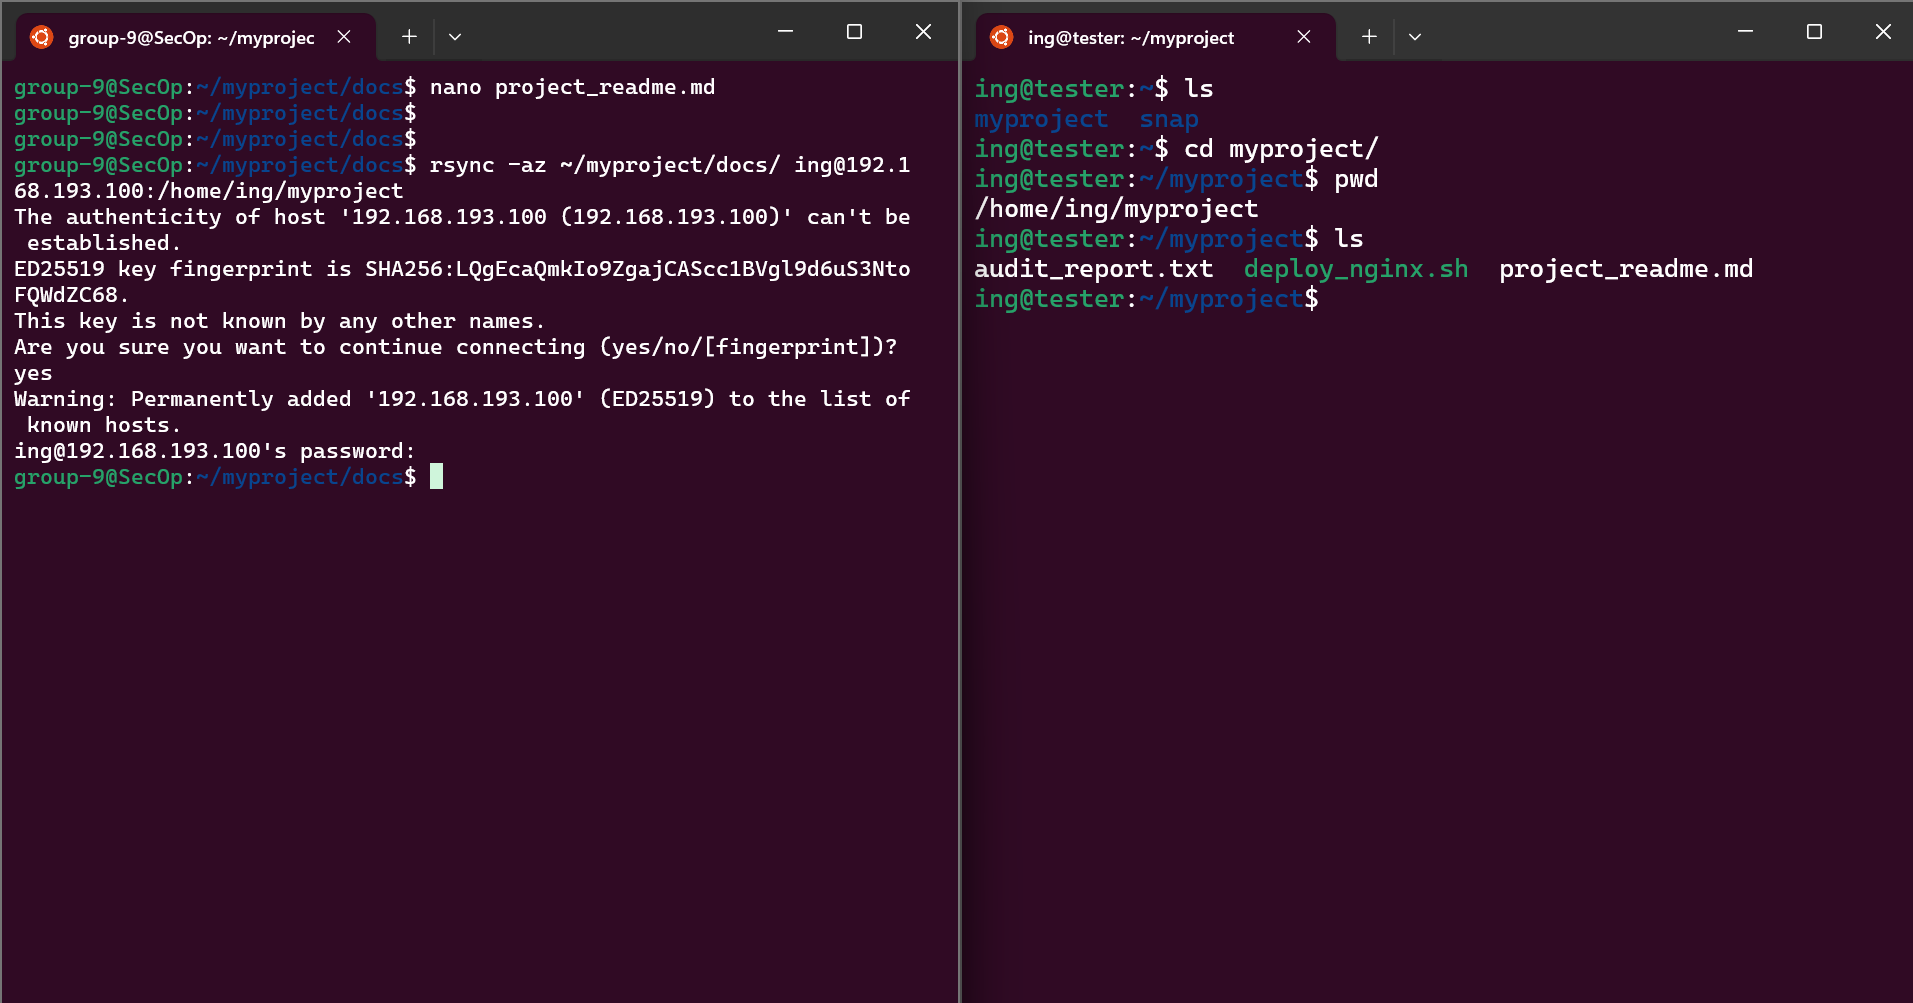 group-9@SecOp: ~/myprojec
group-9@SecOp:~/myproject/docs$ nano project_readme.md
group-9@SecOp:~/myproject/docs$
group-9@SecOp:~/myproject/docs$
group-9@SecOp:~/myproject/docs$ rsync -az ~/myproject/docs/ ing@192.1
68.193.100:/home/ing/myproject
The authenticity of host '192.168.193.100 (192.168.193.100)' can't be
 established.
ED25519 key fingerprint is SHA256:LQgEcaQmkIo9ZgajCAScc1BVgl9d6uS3Nto
FQWdZC68.
This key is not known by any other names.
Are you sure you want to continue connecting (yes/no/[fingerprint])?
yes
Warning: Permanently added '192.168.193.100' (ED25519) to the list of
 known hosts.
ing@192.168.193.100's password:
group-9@SecOp:~/myproject/docs$
ing@tester: ~/myproject
ing@tester:~$ ls
myproject  snap
ing@tester:~$ cd myproject/
ing@tester:~/myproject$ pwd
/home/ing/myproject
ing@tester:~/myproject$ ls
audit_report.txt  deploy_nginx.sh  project_readme.md
ing@tester:~/myproject$